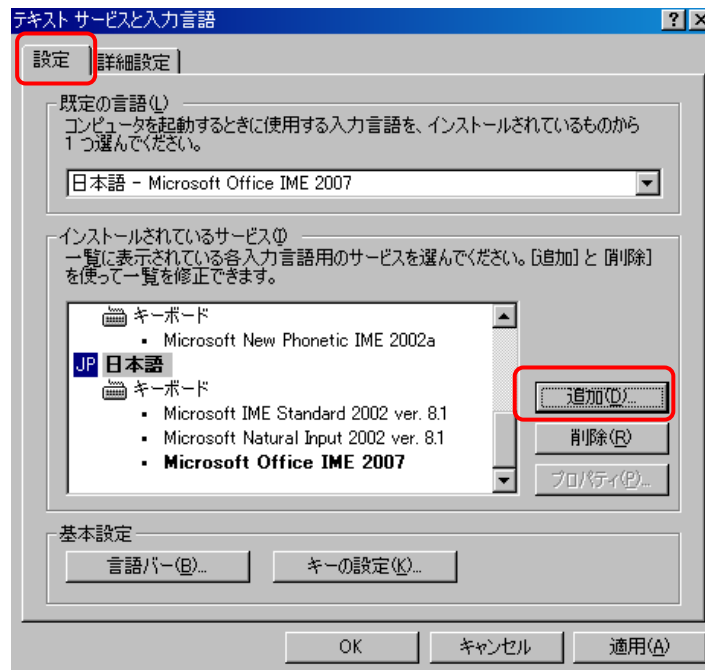 テキスト サービスと入力言語
設定
詳細設定
既定の言語(L)
コンピュータを起動するときに使用する入力言語を、インストールされているものから
1 つ選んでください。
日本語 - Microsoft Office IME 2007
インストールされているサービス(I)
一覧に表示されている各入力言語用のサービスを選んでください。[追加] と [削除]
を使って一覧を修正できます。
キーボード
• Microsoft New Phonetic IME 2002a
JP 日本語
キーボード
• Microsoft IME Standard 2002 ver. 8.1
• Microsoft Natural Input 2002 ver. 8.1
• Microsoft Office IME 2007
追加(D)...
削除(R)
プロパティ(P)...
基本設定
言語バー(B)...
キーの設定(K)...
OK
キャンセル
適用(A)